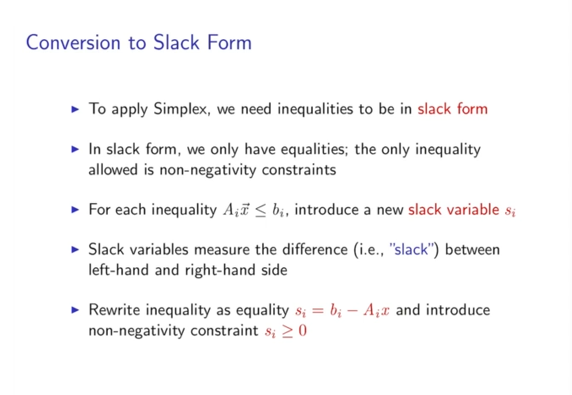 Conversion to Slack Form
▶ To apply Simplex, we need inequalities to be in slack form
▶ In slack form, we only have equalities; the only inequality
allowed is non-negativity constraints
▶ For each inequality $A_i\vec{x} \leq b_i$, introduce a new slack variable $s_i$
▶ Slack variables measure the difference (i.e., "slack") between
left-hand and right-hand side
▶ Rewrite inequality as equality $s_i = b_i - A_i x$ and introduce
non-negativity constraint $s_i \geq 0$